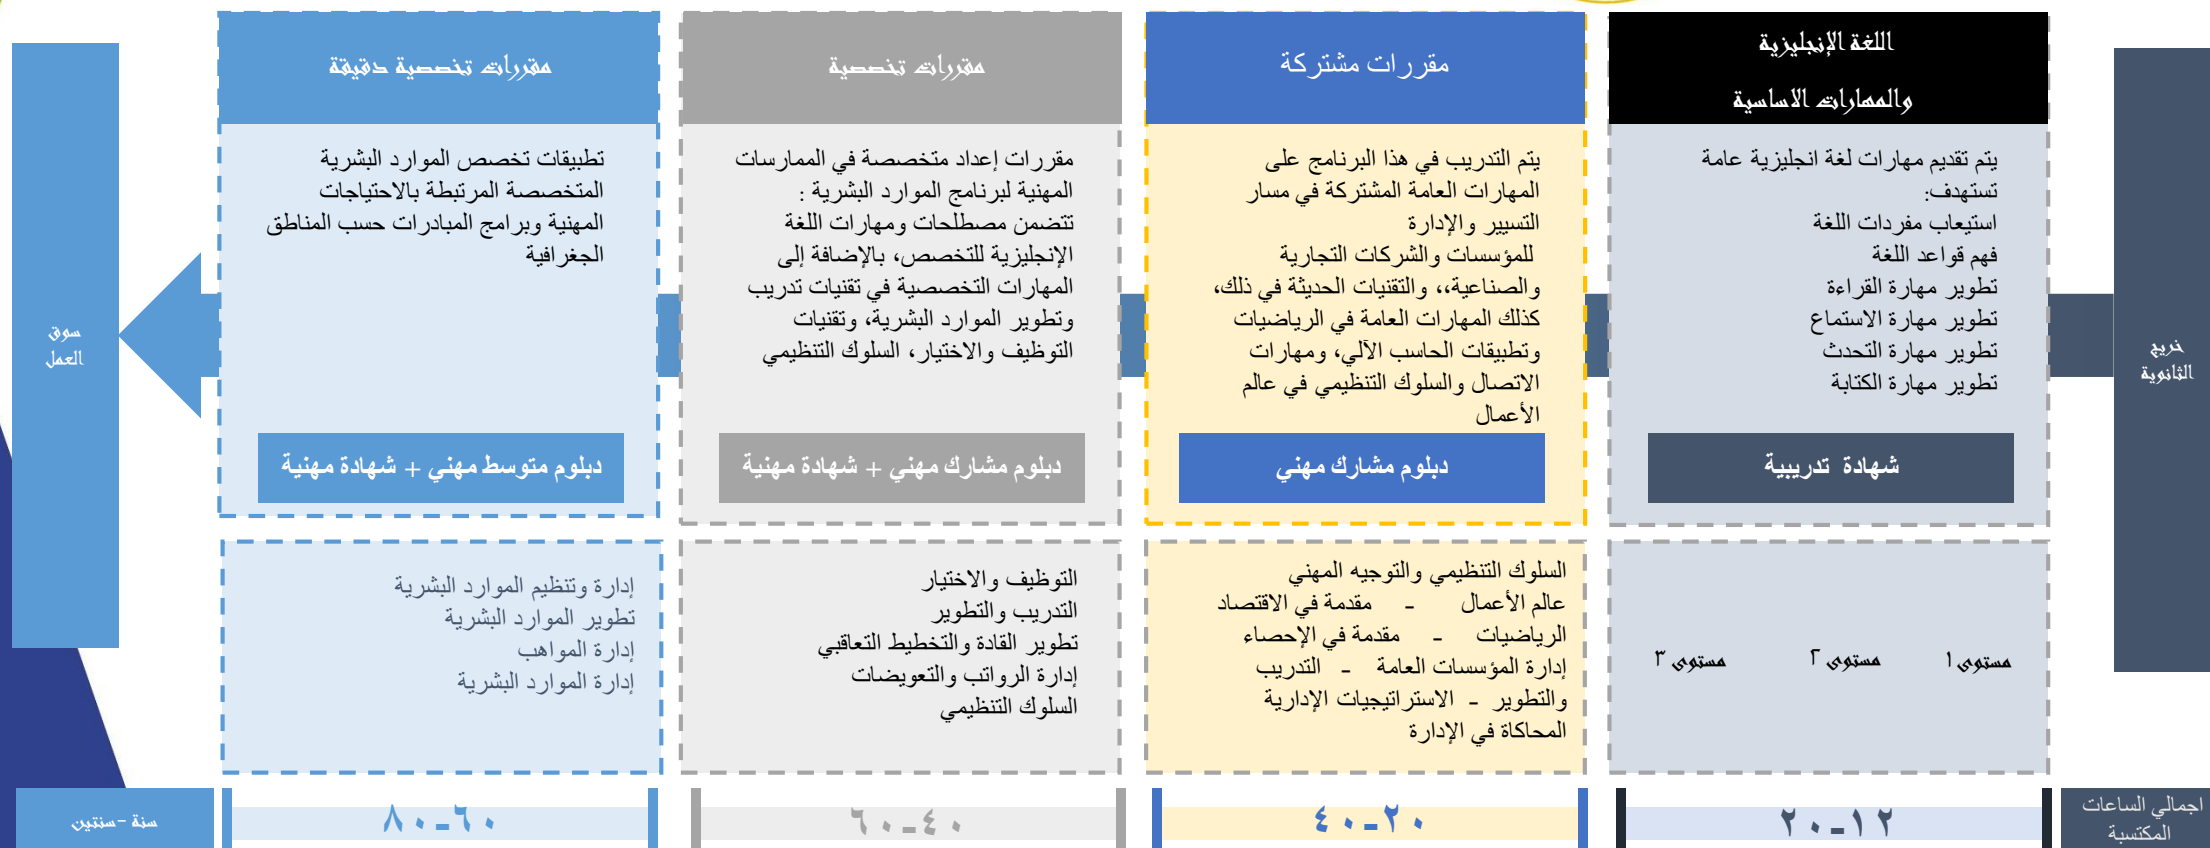 خريج
الثانوية
اللغة الإنجليزية
والمهارات الاساسية
يتم تقديم مهارات لغة انجليزية عامة
تستهدف:
استيعاب مفردات اللغة
فهم قواعد اللغة
تطوير مهارة القراءة
تطوير مهارة الاستماع
تطوير مهارة التحدث
تطوير مهارة الكتابة
شهادة تدريبية
مستوى ١ مستوى ٢ مستوى ٣
مقررات مشتركة
يتم التدريب في هذا البرنامج على
المهارات العامة المشتركة في مسار
التسيير والإدارة
للمؤسسات والشركات التجارية
والصناعية،، والتقنيات الحديثة في ذلك،
كذلك المهارات العامة في الرياضيات
وتطبيقات الحاسب الآلي، ومهارات
الاتصال والسلوك التنظيمي في عالم
الأعمال
دبلوم مشارك مهني
السلوك التنظيمي والتوجيه المهني
عالم الأعمال - مقدمة في الاقتصاد
الرياضيات - مقدمة في الإحصاء
إدارة المؤسسات العامة - التدريب
والتطوير - الاستراتيجيات الإدارية
المحاكاة في الإدارة
مقررات تخصصية
مقررات إعداد متخصصة في الممارسات
المهنية لبرنامج الموارد البشرية :
تتضمن مصطلحات ومهارات اللغة
الإنجليزية للتخصص، بالإضافة إلى
المهارات التخصصية في تقنيات تدريب
وتطوير الموارد البشرية، وتقنيات
التوظيف والاختيار، السلوك التنظيمي
دبلوم مشارك مهني + شهادة مهنية
التوظيف والاختيار
التدريب والتطوير
تطوير القادة والتخطيط التعاقبي
إدارة الرواتب والتعويضات
السلوك التنظيمي
مقررات تخصصية دقيقة
تطبيقات تخصص الموارد البشرية
المتخصصة المرتبطة بالاحتياجات
المهنية وبرامج المبادرات حسب المناطق
الجغرافية
دبلوم متوسط مهني + شهادة مهنية
إدارة وتنظيم الموارد البشرية
تطوير الموارد البشرية
إدارة المواهب
إدارة الموارد البشرية
سوق
العمل
اجمالي الساعات
المكتسبة
١٢-٢٠
٢٠-٤٠
٤٠-٦٠
٦٠-٨٠
سنة -سنتين